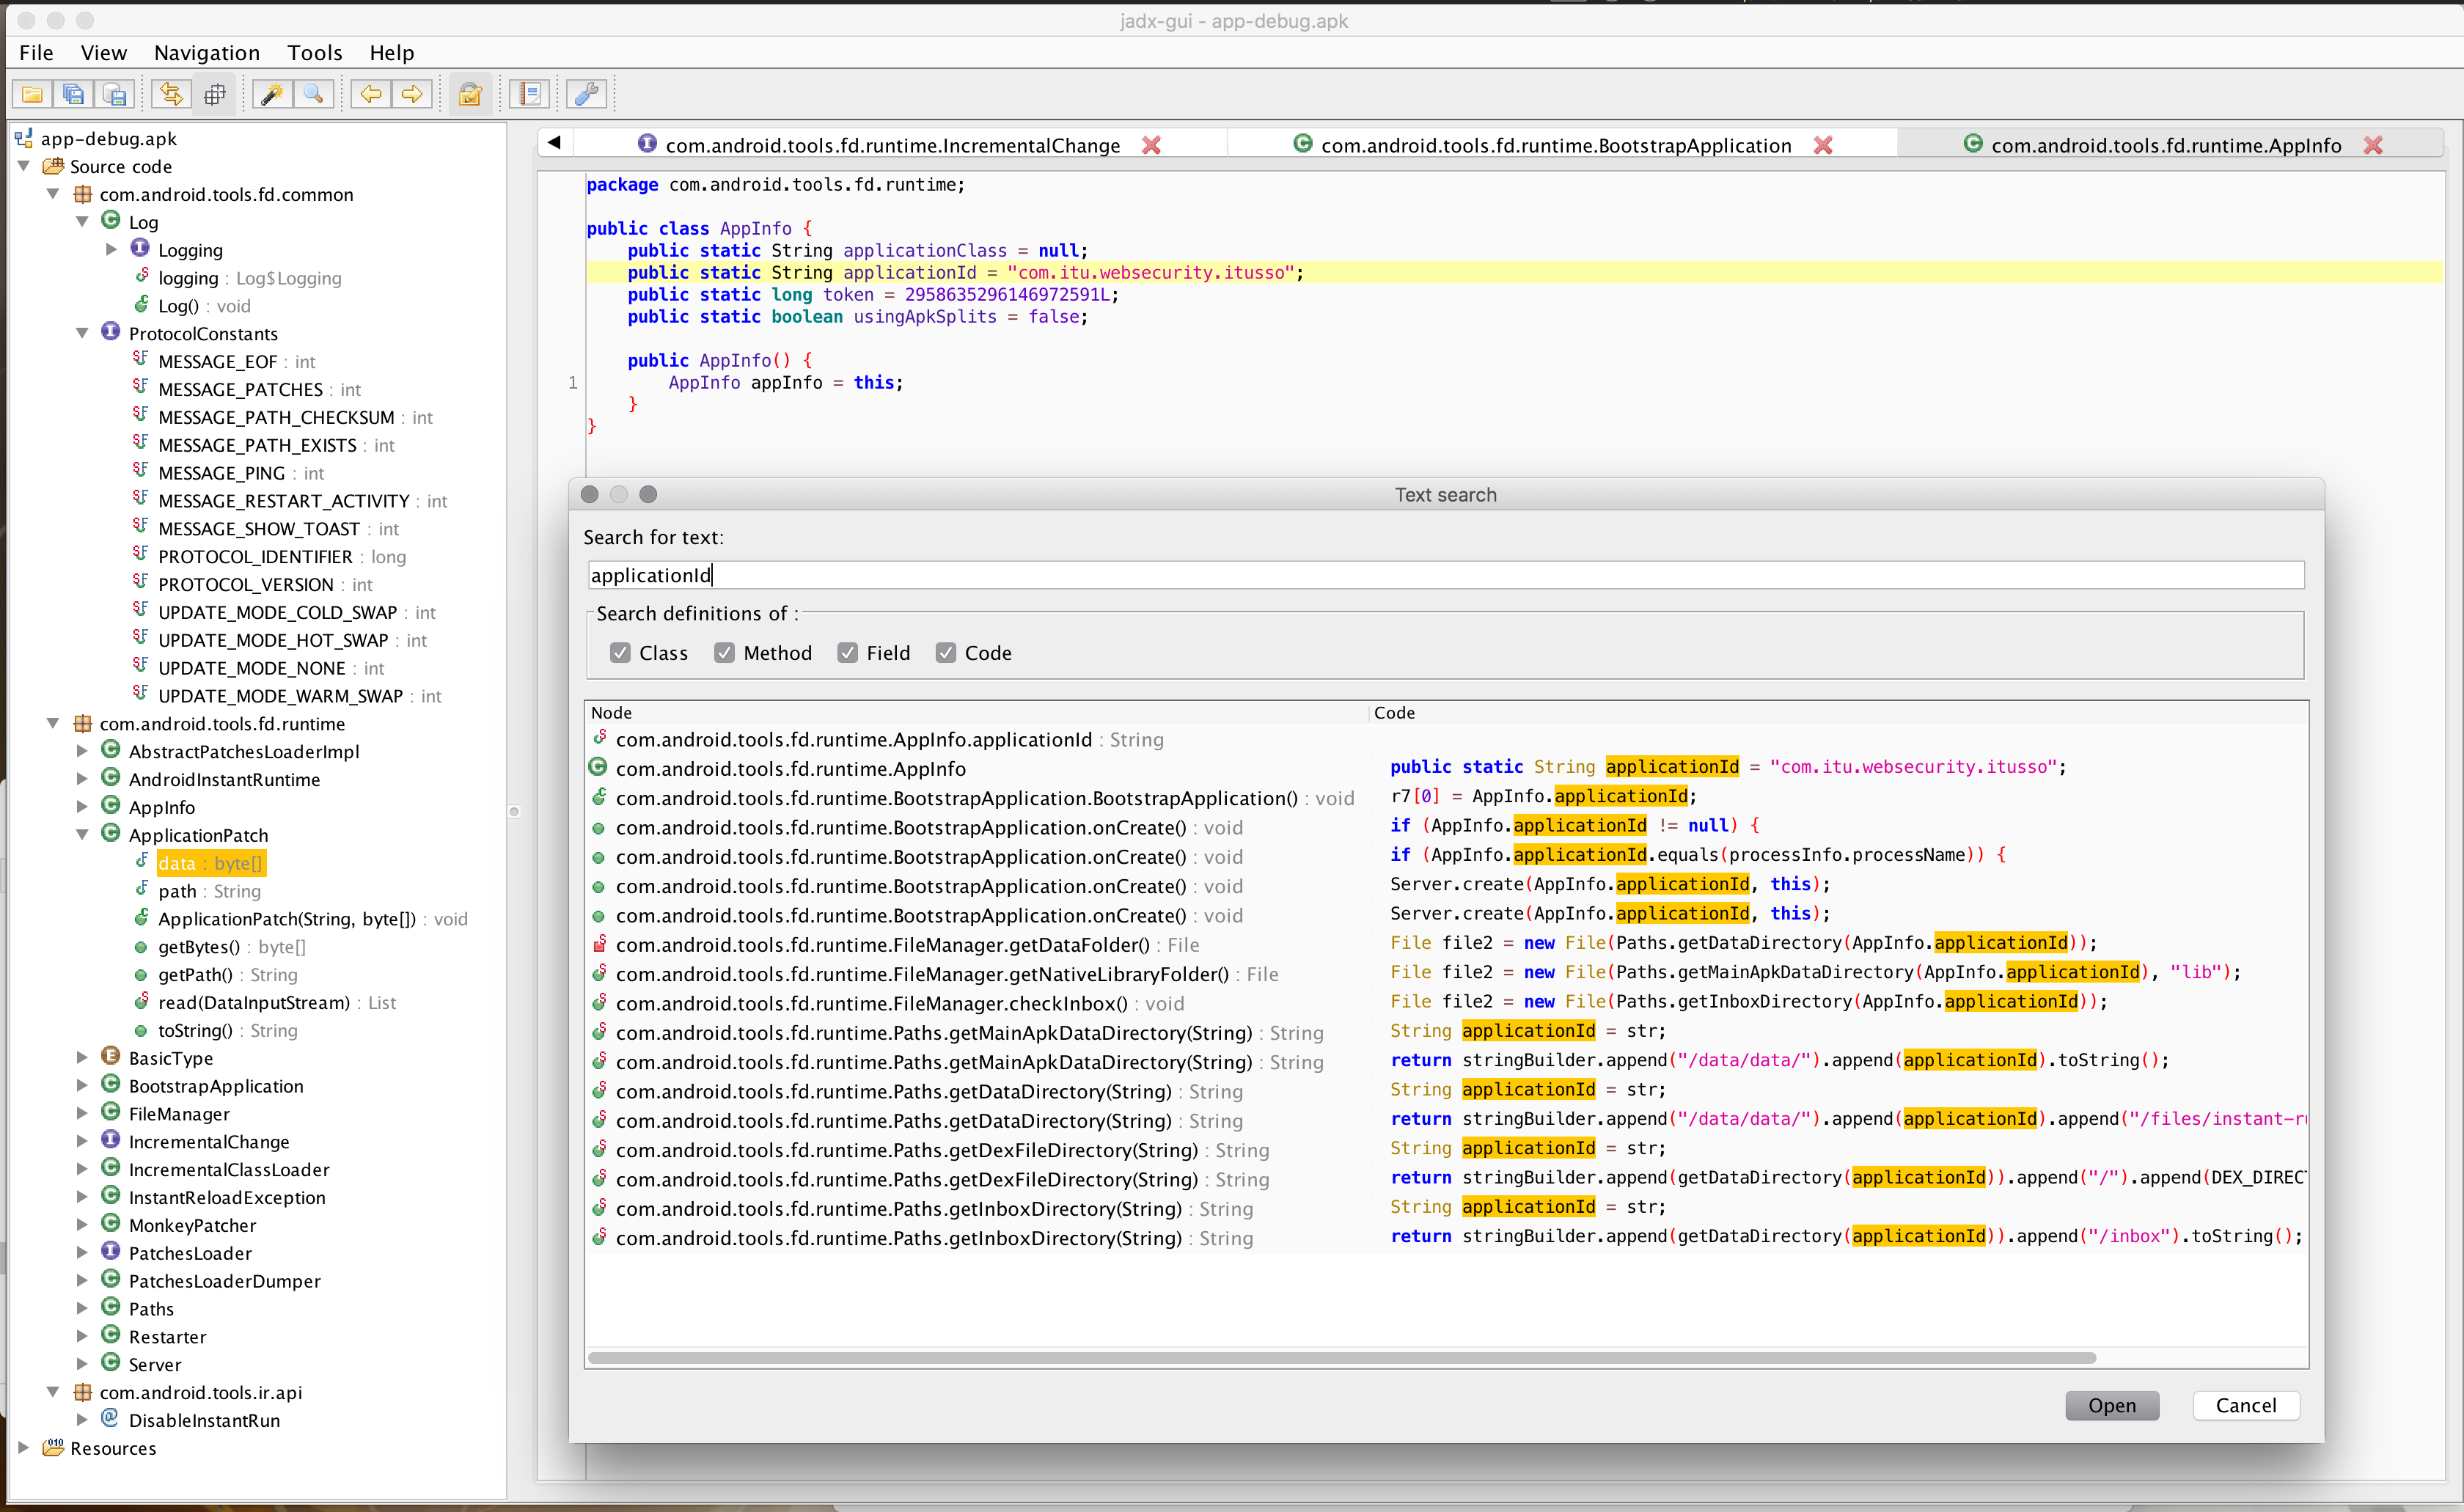 jadx-gui - app-debug.apk
File View Navigation Tools Help
app-debug.apk
Source code
com.android.tools.fd.common
Log
Logging
logging : Log$Logging
Log() : void
ProtocolConstants
MESSAGE_EOF : int
MESSAGE_PATCHES : int
MESSAGE_PATH_CHECKSUM : int
MESSAGE_PATH_EXISTS : int
MESSAGE_PING : int
MESSAGE_RESTART_ACTIVITY : int
MESSAGE_SHOW_TOAST : int
PROTOCOL_IDENTIFIER : long
PROTOCOL_VERSION : int
UPDATE_MODE_COLD_SWAP : int
UPDATE_MODE_HOT_SWAP : int
UPDATE_MODE_NONE : int
UPDATE_MODE_WARM_SWAP : int
com.android.tools.fd.runtime
AbstractPatchesLoaderImpl
AndroidInstantRuntime
AppInfo
ApplicationPatch
data : byte[]
path : String
ApplicationPatch(String, byte[]) : void
getBytes() : byte[]
getPath() : String
read(DataInputStream) : List
toString() : String
BasicType
BootstrapApplication
FileManager
IncrementalChange
IncrementalClassLoader
InstantReloadException
MonkeyPatcher
PatchesLoader
PatchesLoaderDumper
Paths
Restarter
Server
com.android.tools.ir.api
DisableInstantRun
Resources
com.android.tools.fd.runtime.IncrementalChange com.android.tools.fd.runtime.BootstrapApplication com.android.tools.fd.runtime.AppInfo
package com.android.tools.fd.runtime;
public class AppInfo {
public static String applicationClass = null;
public static String applicationId = "com.itu.websecurity.itusso";
public static long token = 2958635296146972591L;
public static boolean usingApkSplits = false;
public AppInfo() {
1 AppInfo appInfo = this;
}
}
Text search
Search for text:
applicationId
Search definitions of :
Class Method Field Code
Node Code
com.android.tools.fd.runtime.AppInfo.applicationId : String
com.android.tools.fd.runtime.AppInfo public static String applicationId = "com.itu.websecurity.itusso";
com.android.tools.fd.runtime.BootstrapApplication.BootstrapApplication() : void r7[0] = AppInfo.applicationId;
com.android.tools.fd.runtime.BootstrapApplication.onCreate() : void if (AppInfo.applicationId != null) {
com.android.tools.fd.runtime.BootstrapApplication.onCreate() : void if (AppInfo.applicationId.equals(processInfo.processName)) {
com.android.tools.fd.runtime.BootstrapApplication.onCreate() : void Server.create(AppInfo.applicationId, this);
com.android.tools.fd.runtime.BootstrapApplication.onCreate() : void Server.create(AppInfo.applicationId, this);
com.android.tools.fd.runtime.FileManager.getDataFolder() : File File file2 = new File(Paths.getDataDirectory(AppInfo.applicationId));
com.android.tools.fd.runtime.FileManager.getNativeLibraryFolder() : File File file2 = new File(Paths.getMainApkDataDirectory(AppInfo.applicationId), "lib");
com.android.tools.fd.runtime.FileManager.checkInbox() : void File file2 = new File(Paths.getInboxDirectory(AppInfo.applicationId));
com.android.tools.fd.runtime.Paths.getMainApkDataDirectory(String) : String String applicationId = str;
com.android.tools.fd.runtime.Paths.getMainApkDataDirectory(String) : String return stringBuilder.append("/data/data/").append(applicationId).toString();
com.android.tools.fd.runtime.Paths.getDataDirectory(String) : String String applicationId = str;
com.android.tools.fd.runtime.Paths.getDataDirectory(String) : String return stringBuilder.append("/data/data/").append(applicationId).append("/files/instant-r
com.android.tools.fd.runtime.Paths.getDexFileDirectory(String) : String String applicationId = str;
com.android.tools.fd.runtime.Paths.getDexFileDirectory(String) : String return stringBuilder.append(getDataDirectory(applicationId)).append("/").append(DEX_DIREC
com.android.tools.fd.runtime.Paths.getInboxDirectory(String) : String String applicationId = str;
com.android.tools.fd.runtime.Paths.getInboxDirectory(String) : String return stringBuilder.append(getDataDirectory(applicationId)).append("/inbox").toString();
Open Cancel